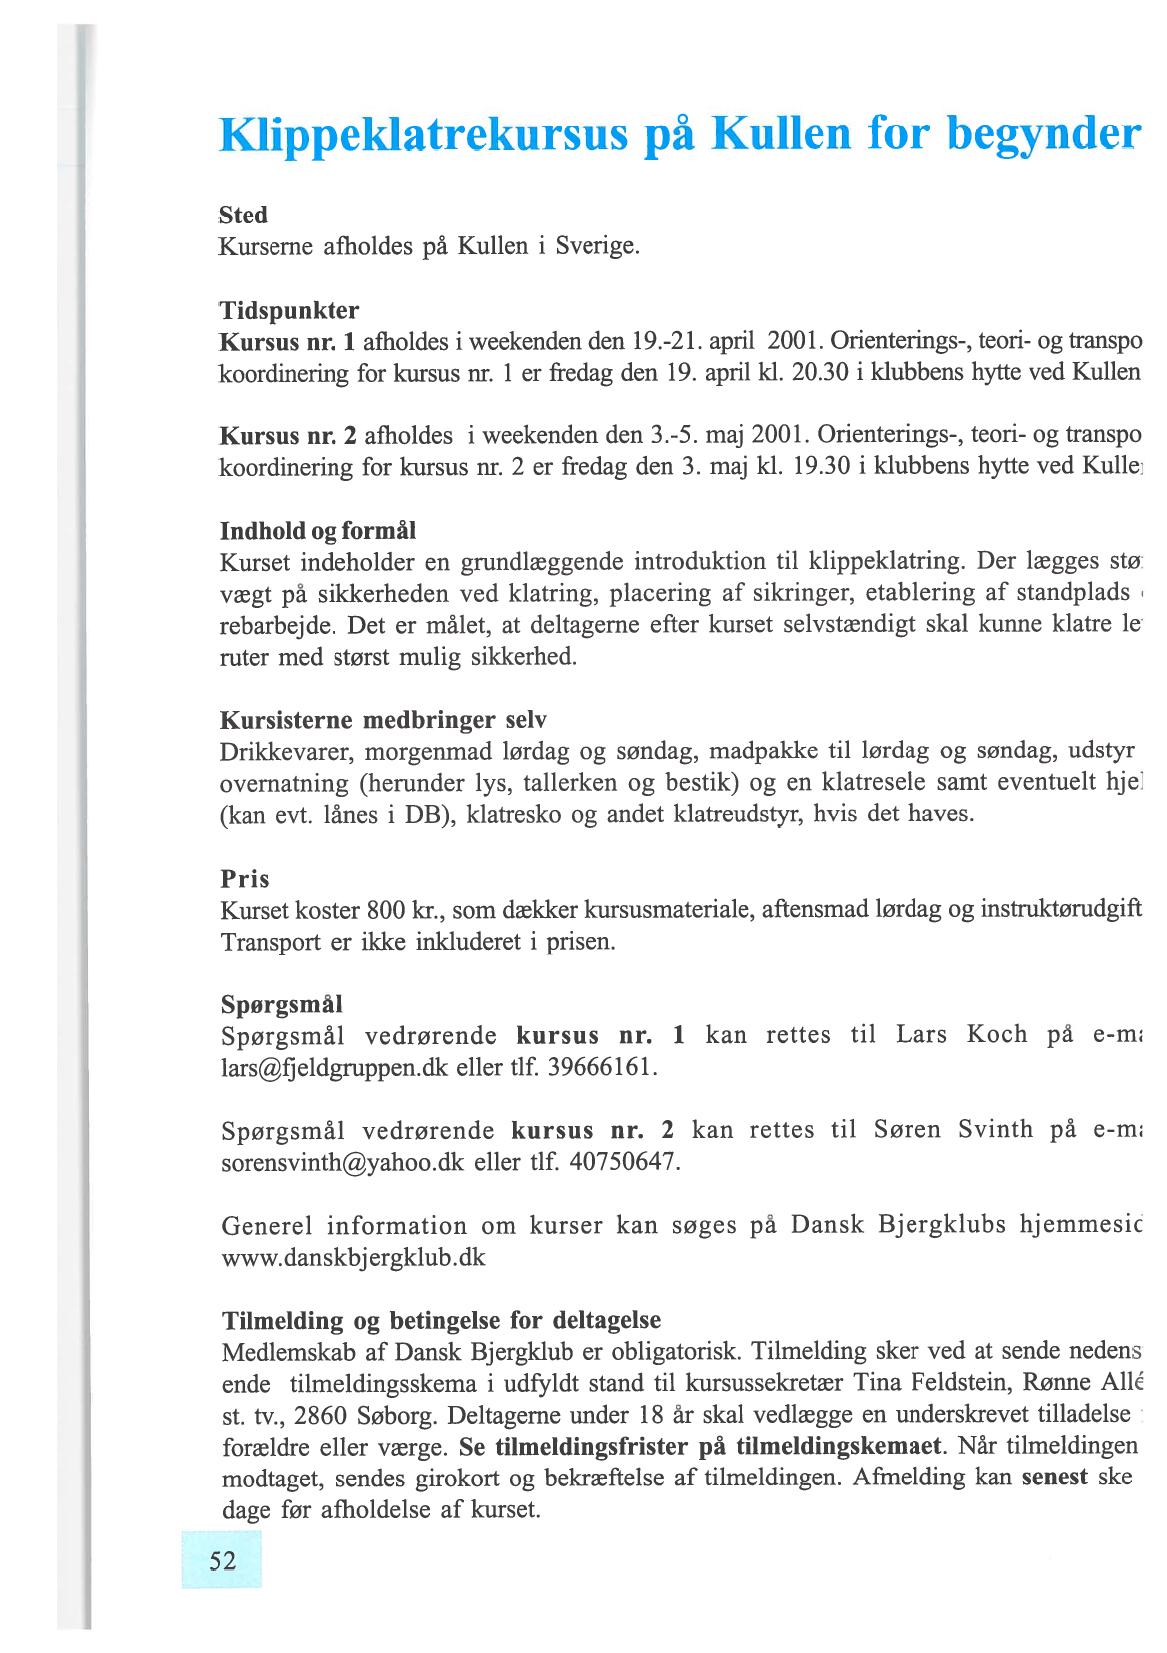 Klippeklatrekursus på Kullen for begynder
Sted
Kurserne afholdes på Kullen i Sverige.
Tidspunkter
Kursus nr. 1 afholdes i weekenden den 19.-21. april 2001. Orienterings-, teori- og transpo
koordinering for kursus nr. 1 er fredag den 19. april kl. 20.30 i klubbens hytte ved Kullen
Kursus nr. 2 afholdes i weekenden den 3.-5. maj 2001. Orienterings-, teori- og transpo
koordinering for kursus nr. 2 er fredag den 3. maj kl. 19.30 i klubbens hytte ved Kulle
Indhold og formål
Kurset indeholder en grundlæggende introduktion til klippeklatring. Der lægges stø
vægt på sikkerheden ved klatring, placering af sikringer, etablering af standplads
rebarbejde. Det er målet, at deltagerne efter kurset selvstændigt skal kunne klatre le
ruter med størst mulig sikkerhed.
Kursisterne medbringer selv
Drikkevarer, morgenmad lørdag og søndag, madpakke til lørdag og søndag, udstyr
overnatning (herunder lys, tallerken og bestik) og en klatresele samt eventuelt hjel
(kan evt. lånes i DB), klatresko og andet klatreudstyr, hvis det haves.
Pris
Kurset koster 800 kr., som dækker kursusmateriale, aftensmad lørdag og instruktørudgift
Transport er ikke inkluderet i prisen.
Spørgsmål
Spørgsmål vedrørende kursus nr. 1 kan rettes til Lars Koch på e-ma
lars@fjeldgruppen.dk eller tlf. 39666161.
Spørgsmål vedrørende kursus nr. 2 kan rettes til Søren Svinth på e-ma
sorensvinth@yahoo.dk eller tlf. 40750647.
Generel information om kurser kan søges på Dansk Bjergklubs hjemmesid
www.danskbjergklub.dk
Tilmelding og betingelse for deltagelse
Medlemskab af Dansk Bjergklub er obligatorisk. Tilmelding sker ved at sende nedens
ende tilmeldingsskema i udfyldt stand til kursussekretær Tina Feldstein, Rønne Allé
st. tv., 2860 Søborg. Deltagerne under 18 år skal vedlægge en underskrevet tilladelse
forældre eller værge. Se tilmeldingsfrister på tilmeldingskemaet. Når tilmeldingen
modtaget, sendes girokort og bekræftelse af tilmeldingen. Afmelding kan senest ske
dage før afholdelse af kurset.
52